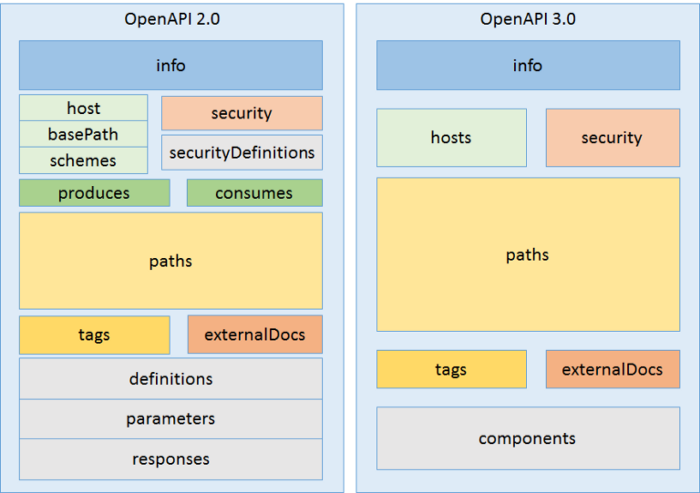 OpenAPI 2.0
info
host
basePath
schemes
security
securityDefinitions
produces
consumes
paths
tags
externalDocs
definitions
parameters
responses
OpenAPI 3.0
info
hosts
security
paths
tags
externalDocs
components